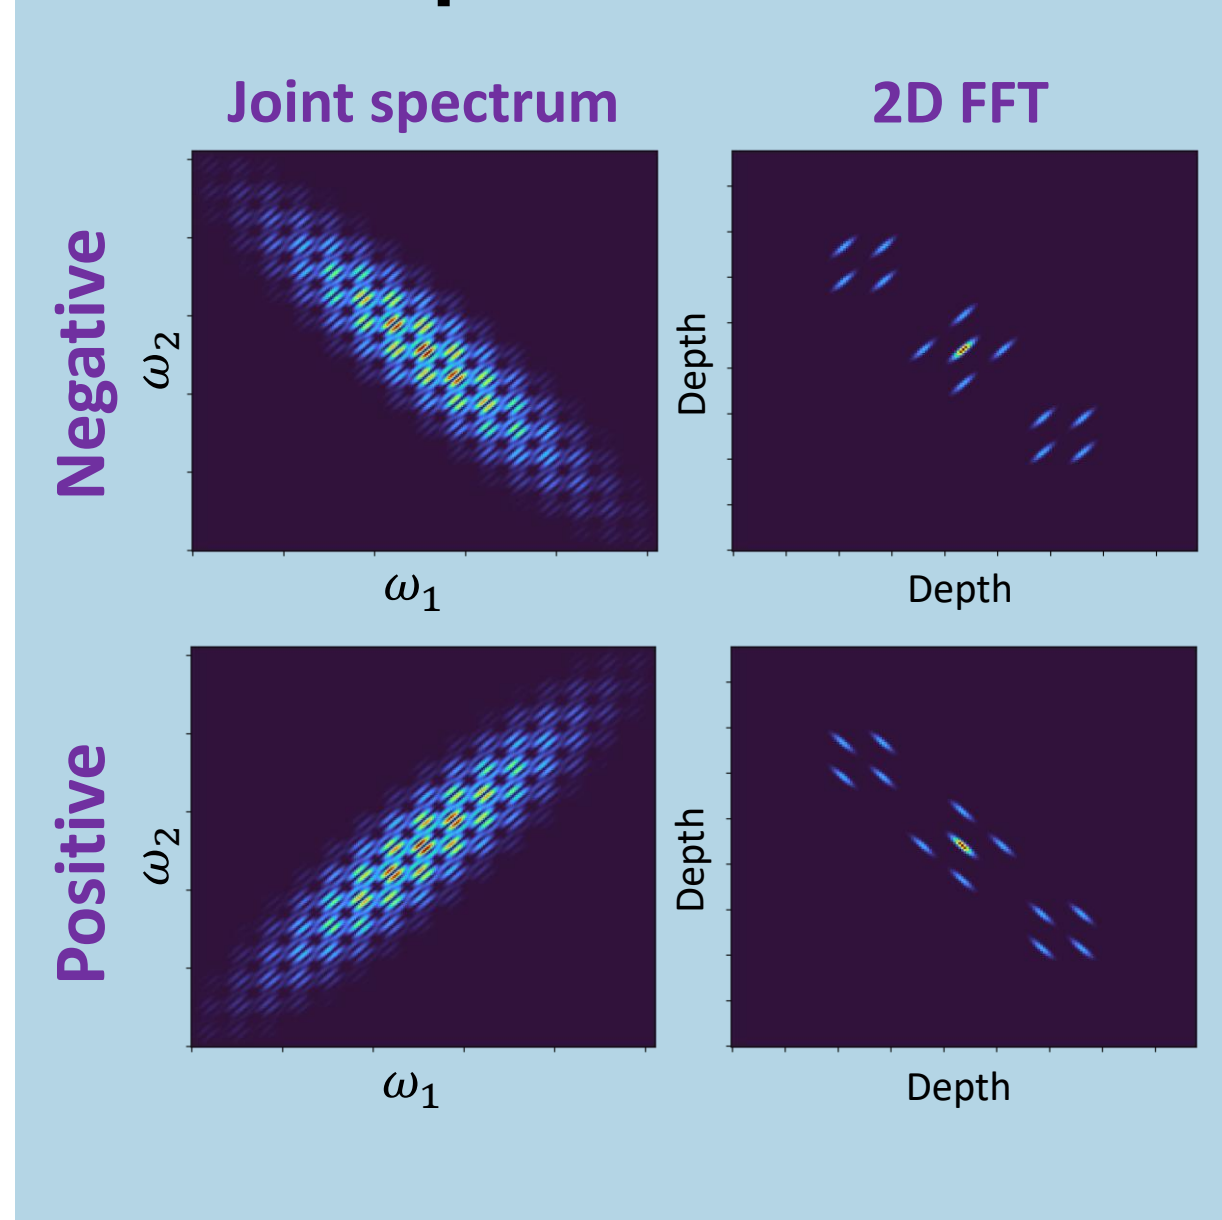 Joint spectrum
2D FFT
Negative
ω₂
Depth
ω₁
Depth
Positive
ω₂
Depth
ω₁
Depth